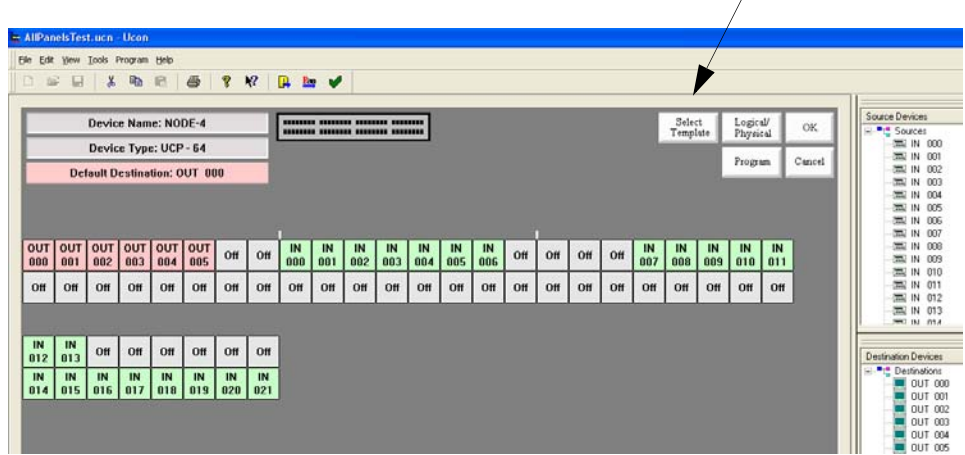 AllPanelsTest.ucn - Ucon
File Edit View Tools Program Help
Device Name: NODE-4
Device Type: UCP - 64
Default Destination: OUT 000
Select Template
Logical/ Physical
OK
Program
Cancel
OUT 000 OUT 001 OUT 002 OUT 003 OUT 004 OUT 005 Off Off IN 000 IN 001 IN 002 IN 003 IN 004 IN 005 IN 006 Off Off Off Off IN 007 IN 008 IN 009 IN 010 IN 011
Off Off Off Off Off Off Off Off Off Off Off Off Off Off Off Off Off Off Off Off Off Off Off Off
IN 012 IN 013 Off Off Off Off Off Off
IN 014 IN 015 IN 016 IN 017 IN 018 IN 019 IN 020 IN 021
Source Devices
Sources
IN 000
IN 001
IN 002
IN 003
IN 004
IN 005
IN 006
IN 007
IN 008
IN 009
IN 010
IN 011
IN 012
IN 013
IN 014
Destination Devices
Destinations
OUT 000
OUT 001
OUT 002
OUT 003
OUT 004
OUT 005